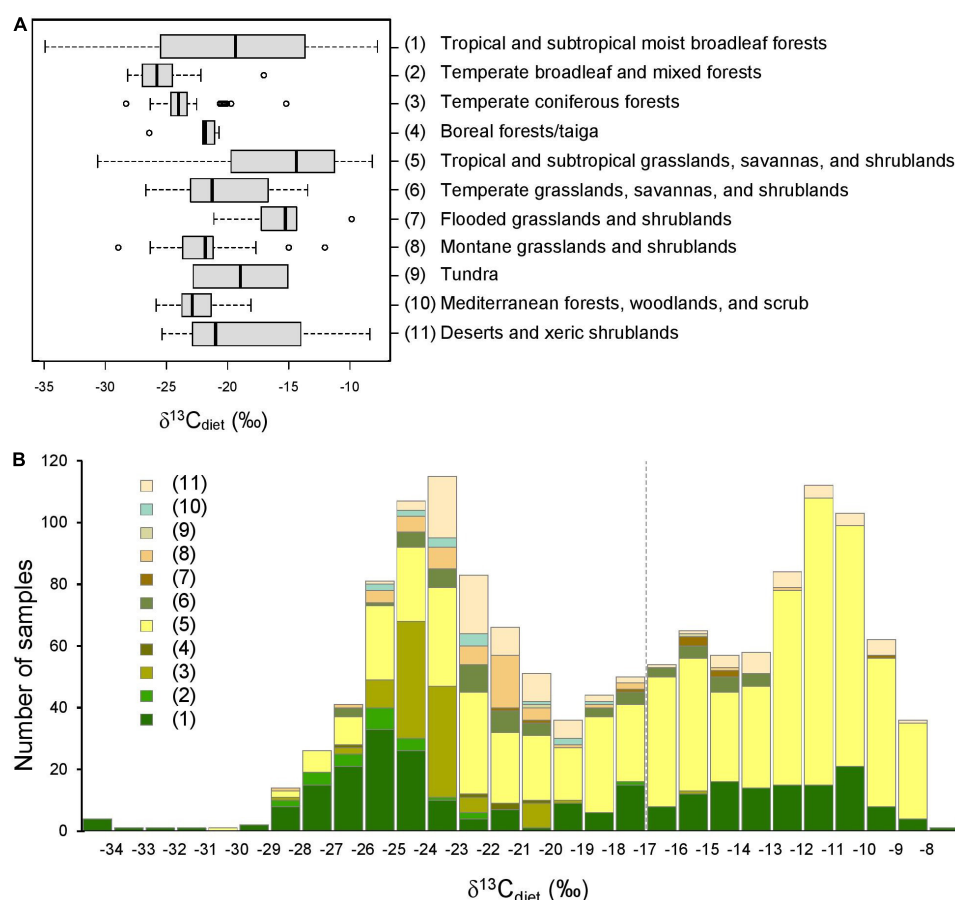 A
(1) Tropical and subtropical moist broadleaf forests
(2) Temperate broadleaf and mixed forests
(3) Temperate coniferous forests
(4) Boreal forests/taiga
(5) Tropical and subtropical grasslands, savannas, and shrublands
(6) Temperate grasslands, savannas, and shrublands
(7) Flooded grasslands and shrublands
(8) Montane grasslands and shrublands
(9) Tundra
(10) Mediterranean forests, woodlands, and scrub
(11) Deserts and xeric shrublands
-35 -30 -25 -20 -15 -10
δ13Cdiet (‰)
B
120
100
80
60
40
20
0
Number of samples
(11)
(10)
(9)
(8)
(7)
(6)
(5)
(4)
(3)
(2)
(1)
-34 -33 -32 -31 -30 -29 -28 -27 -26 -25 -24 -23 -22 -21 -20 -19 -18 -17 -16 -15 -14 -13 -12 -11 -10 -9 -8
δ13Cdiet (‰)